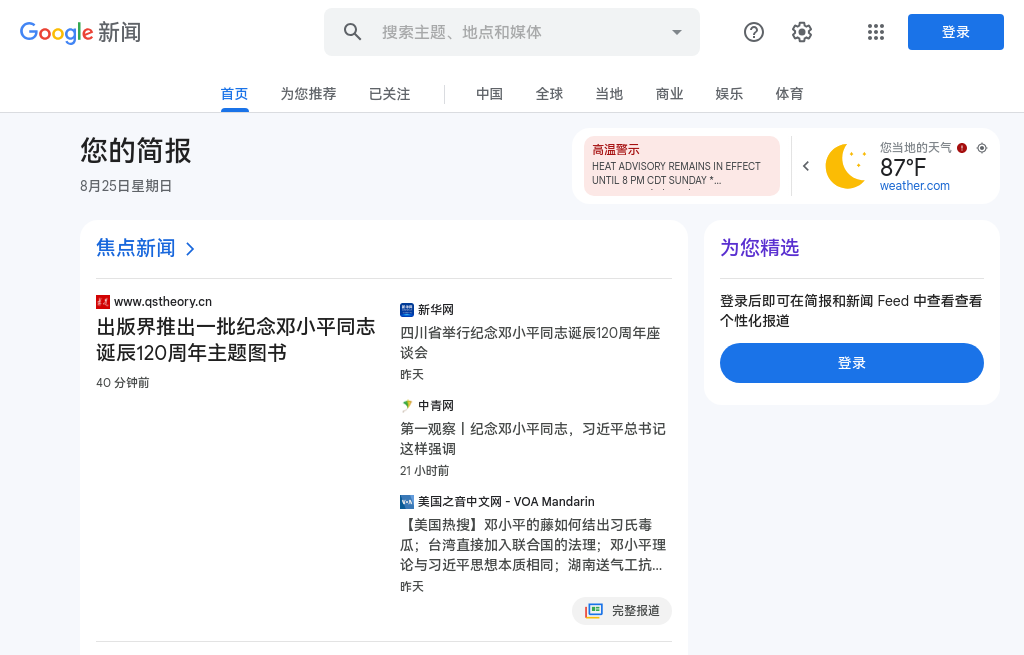 Google 新闻
搜索主题、地点和媒体
登录
首页
为您推荐
已关注
中国
全球
当地
商业
娱乐
体育
您的简报
8月25日星期日
高温警示
HEAT ADVISORY REMAINS IN EFFECT
UNTIL 8 PM CDT SUNDAY *...
您当地的天气
87°F
weather.com
焦点新闻
www.qstheory.cn
出版界推出一批纪念邓小平同志
诞辰120周年主题图书
40 分钟前
新华网
四川省举行纪念邓小平同志诞辰120周年座
谈会
昨天
中青网
第一观察丨纪念邓小平同志，习近平总书记
这样强调
21 小时前
美国之音中文网 - VOA Mandarin
【美国热搜】邓小平的藤如何结出习氏毒
瓜；台湾直接加入联合国的法理；邓小平理
论与习近平思想本质相同；湖南送气工抗...
昨天
完整报道
为您精选
登录后即可在简报和新闻 Feed 中查看查看
个性化报道
登录